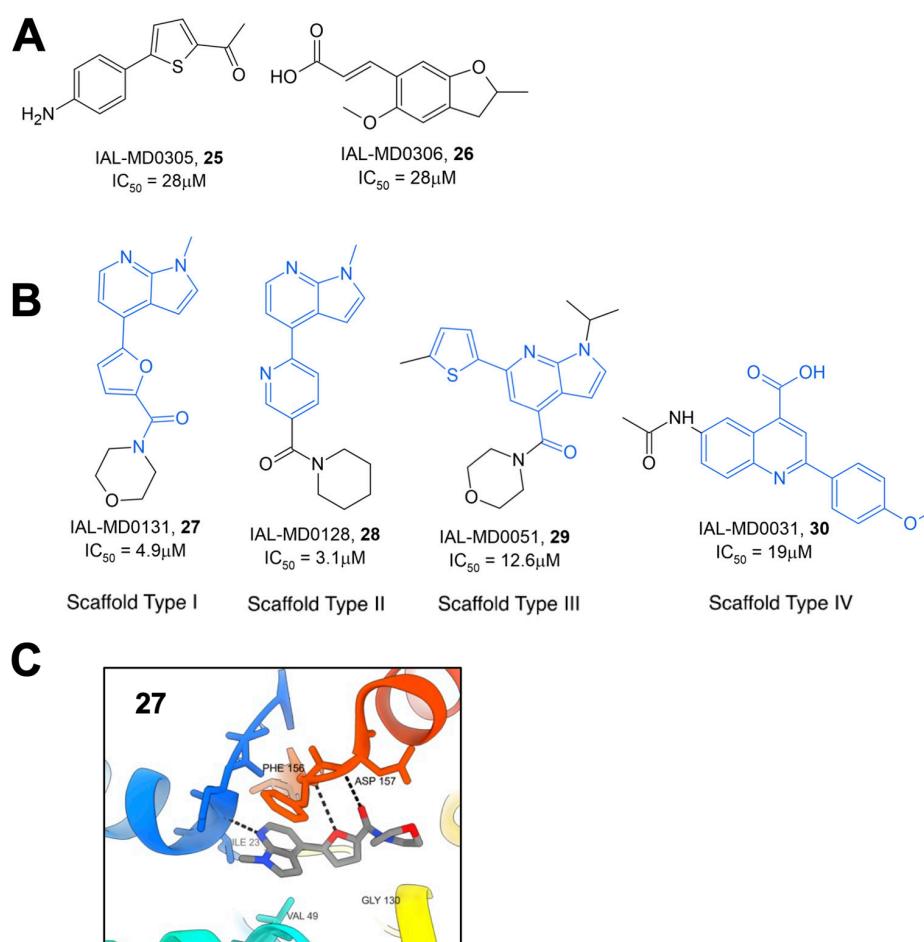 A
H₂N
S
O
IAL-MD0305, 25
IC₅₀ = 28μM
O
HO
O
O
IAL-MD0306, 26
IC₅₀ = 28μM
B
N
N
O
O
N
O
IAL-MD0131, 27
IC₅₀ = 4.9μM
Scaffold Type I
N
N
N
O
N
IAL-MD0128, 28
IC₅₀ = 3.1μM
Scaffold Type II
S
N
N
N
O
O
IAL-MD0051, 29
IC₅₀ = 12.6μM
Scaffold Type III
O
OH
NH
O
N
O
IAL-MD0031, 30
IC₅₀ = 19μM
Scaffold Type IV
C
27
PHE 156
ASP 157
ILE 23
GLY 130
VAL 49